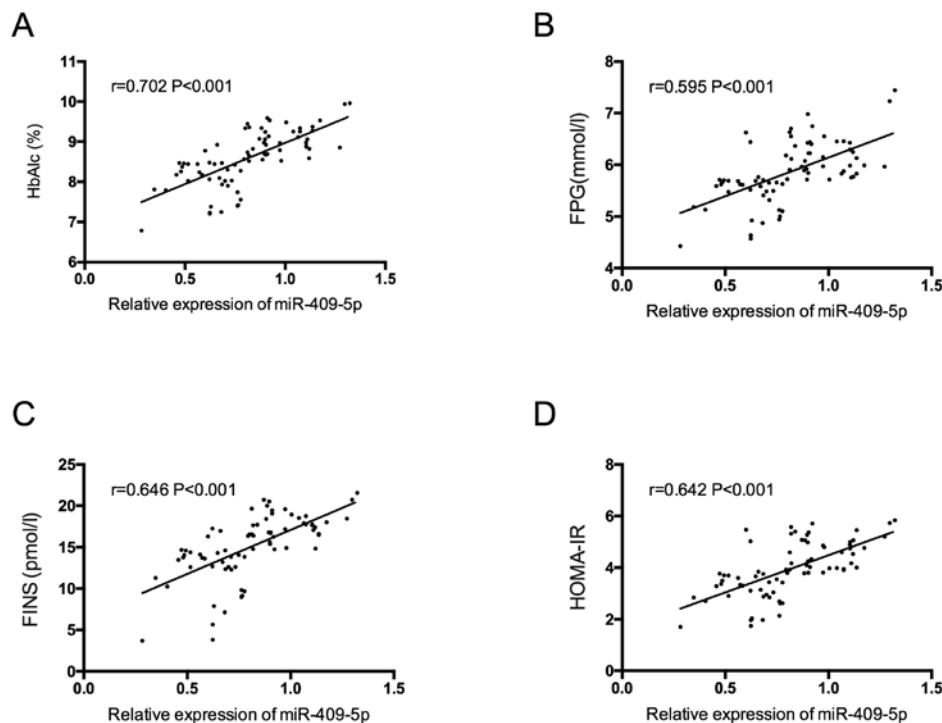 A
r=0.702 P<0.001
HbAlc (%)
11
10
9
8
7
6
0.0 0.5 1.0 1.5
Relative expression of miR-409-5p
B
r=0.595 P<0.001
FPG(mmol/l)
8
7
6
5
4
0.0 0.5 1.0 1.5
Relative expression of miR-409-5p
C
r=0.646 P<0.001
FINS (pmol/l)
25
20
15
10
5
0
0.0 0.5 1.0 1.5
Relative expression of miR-409-5p
D
r=0.642 P<0.001
HOMA-IR
8
6
4
2
0
0.0 0.5 1.0 1.5
Relative expression of miR-409-5p